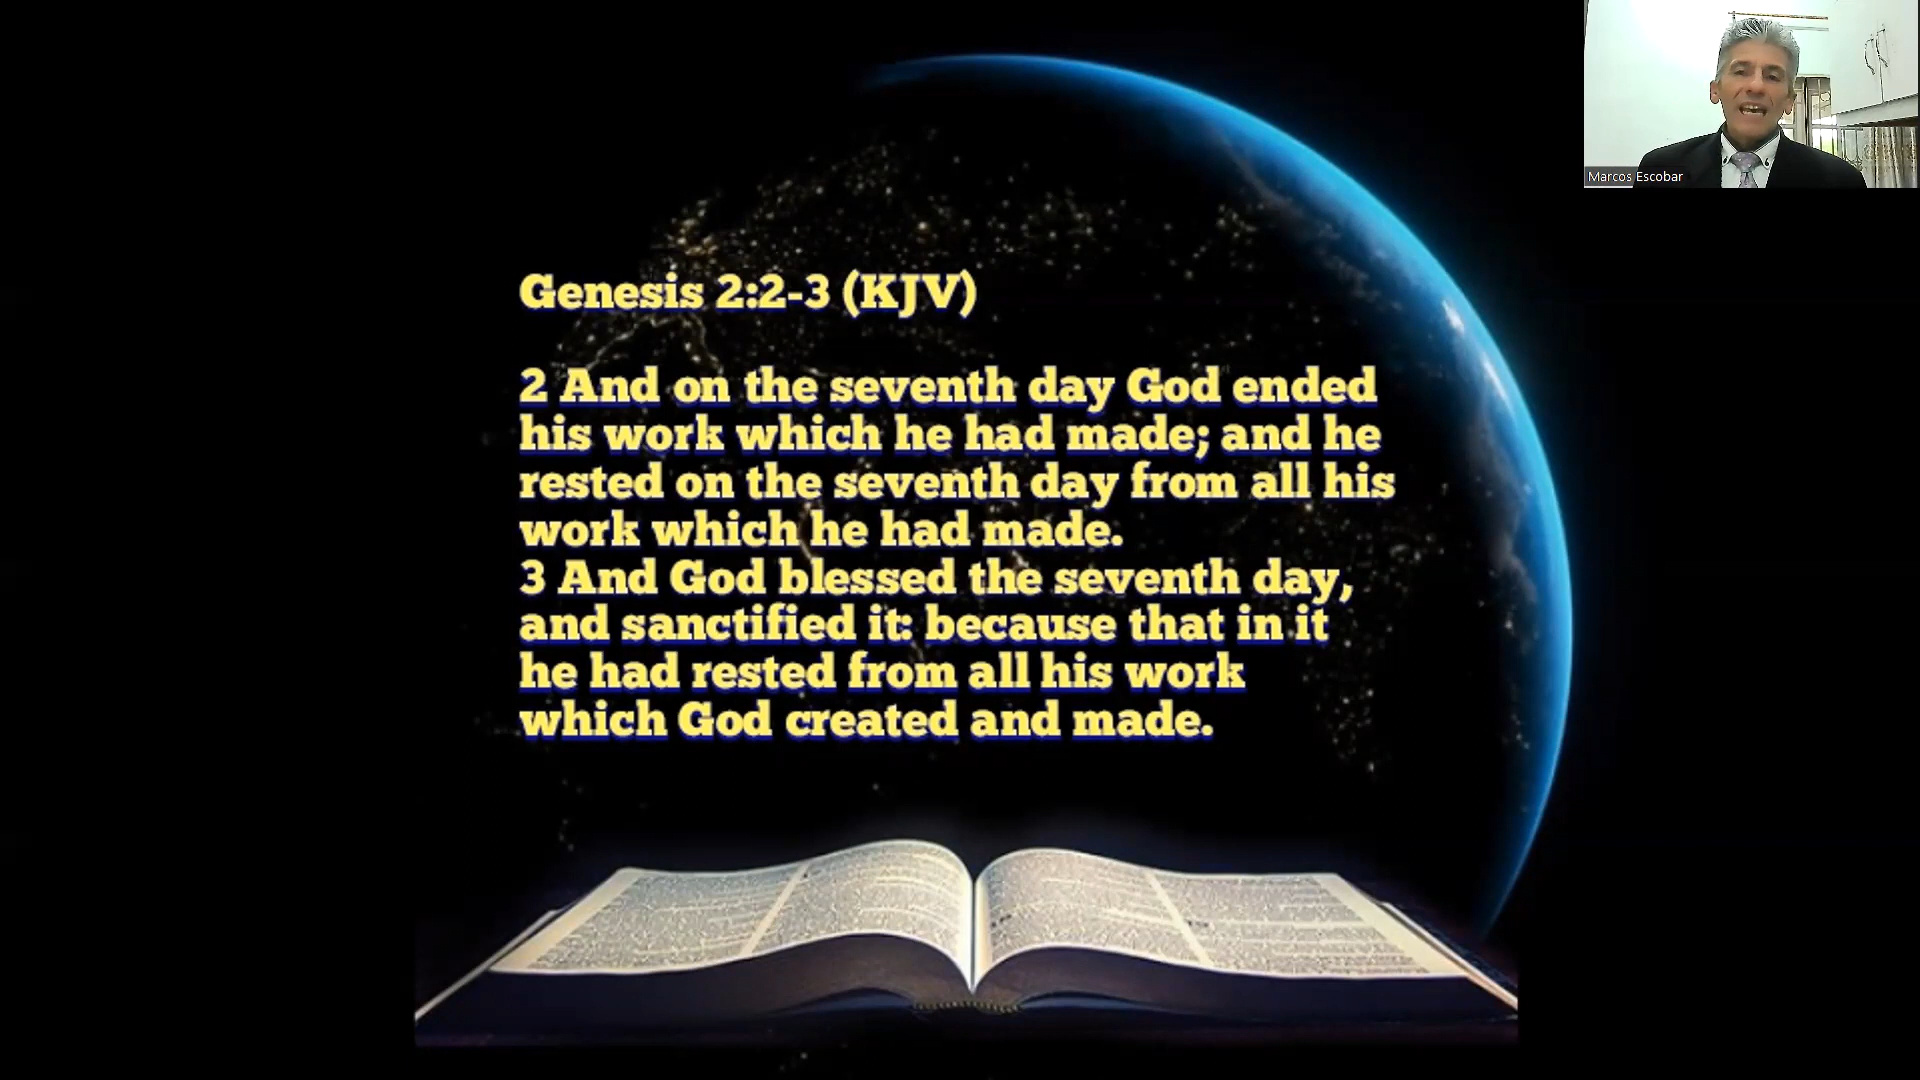 Marcos Escobar
Genesis 2:2-3 (KJV)
2 And on the seventh day God ended
his work which he had made; and he
rested on the seventh day from all his
work which he had made.
3 And God blessed the seventh day,
and sanctified it: because that in it
he had rested from all his work
which God created and made.